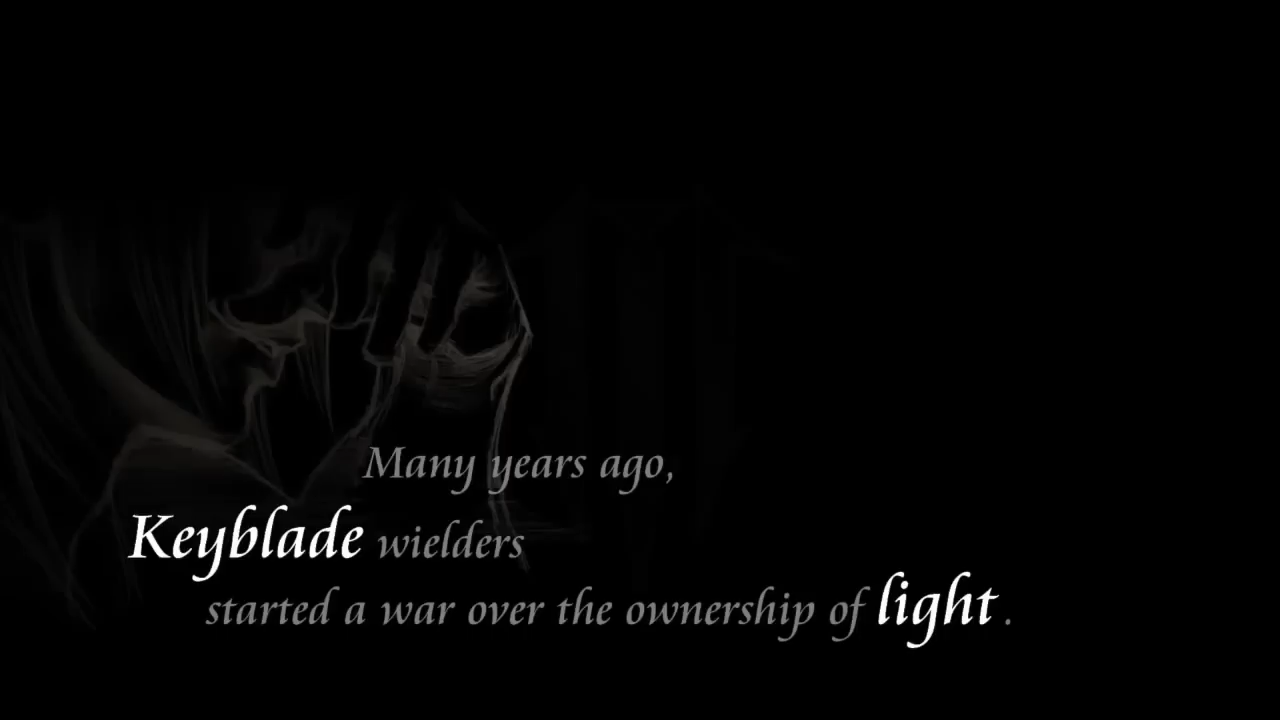 Many years ago,
Keyblade wielders
started a war over the ownership of light.